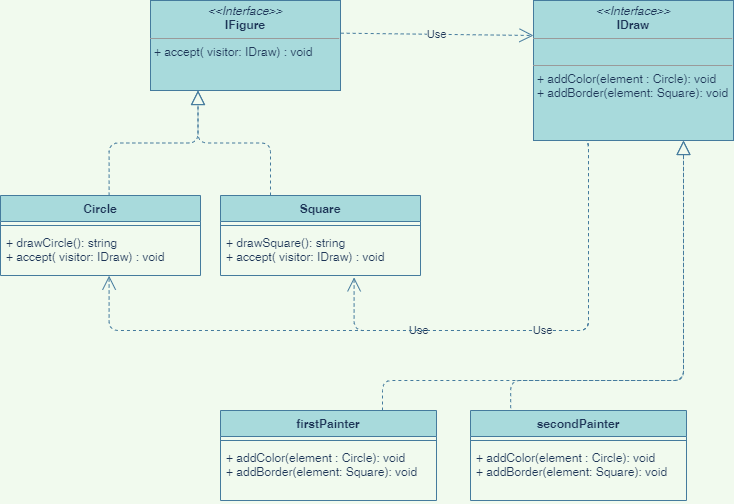 <<Interface>>
IFigure
+ accept( visitor: IDraw) : void
Use
<<Interface>>
IDraw
+ addColor(element : Circle): void
+ addBorder(element: Square): void
Circle
+ drawCircle(): string
+ accept( visitor: IDraw) : void
Square
+ drawSquare(): string
+ accept( visitor: IDraw) : void
Use
Use
firstPainter
+ addColor(element : Circle): void
+ addBorder(element: Square): void
secondPainter
+ addColor(element : Circle): void
+ addBorder(element: Square): void